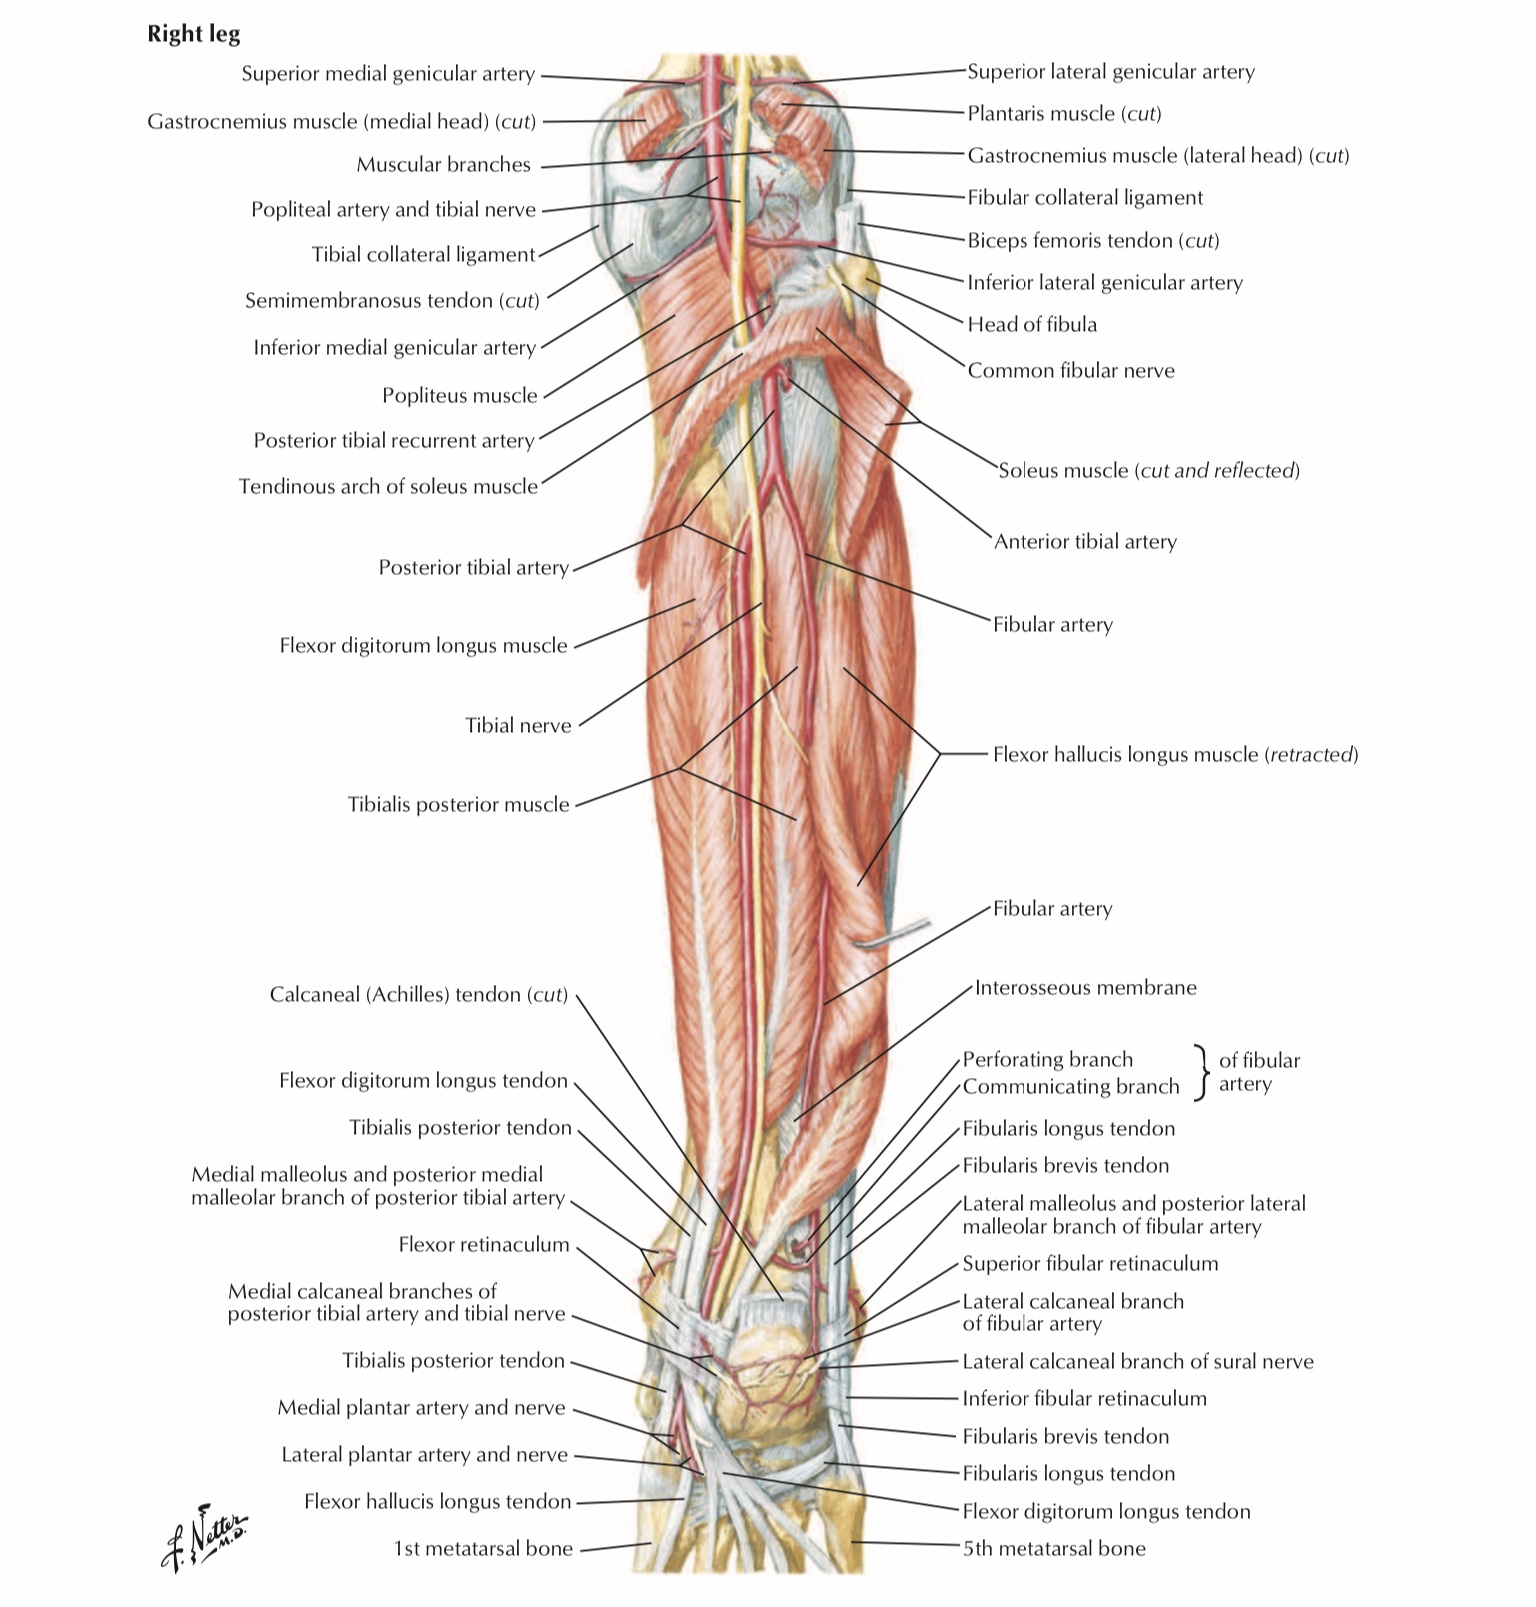 Right leg
Superior medial genicular artery
Gastrocnemius muscle (medial head) (cut)
Muscular branches
Popliteal artery and tibial nerve
Tibial collateral ligament
Semimembranosus tendon (cut)
Inferior medial genicular artery
Popliteus muscle
Posterior tibial recurrent artery
Tendinous arch of soleus muscle
Posterior tibial artery
Flexor digitorum longus muscle
Tibial nerve
Tibialis posterior muscle
Calcaneal (Achilles) tendon (cut)
Flexor digitorum longus tendon
Tibialis posterior tendon
Medial malleolus and posterior medial
malleolar branch of posterior tibial artery
Flexor retinaculum
Medial calcaneal branches of
posterior tibial artery and tibial nerve
Tibialis posterior tendon
Medial plantar artery and nerve
Lateral plantar artery and nerve
Flexor hallucis longus tendon
1st metatarsal bone
Superior lateral genicular artery
Plantaris muscle (cut)
Gastrocnemius muscle (lateral head) (cut)
Fibular collateral ligament
Biceps femoris tendon (cut)
Inferior lateral genicular artery
Head of fibula
Common fibular nerve
Soleus muscle (cut and reflected)
Anterior tibial artery
Fibular artery
Flexor hallucis longus muscle (retracted)
Fibular artery
Interosseous membrane
Perforating branch
Communicating branch
of fibular
artery
Fibularis longus tendon
Fibularis brevis tendon
Lateral malleolus and posterior lateral
malleolar branch of fibular artery
Superior fibular retinaculum
Lateral calcaneal branch
of fibular artery
Lateral calcaneal branch of sural nerve
Inferior fibular retinaculum
Fibularis brevis tendon
Fibularis longus tendon
Flexor digitorum longus tendon
5th metatarsal bone
F. Netter
M.D.